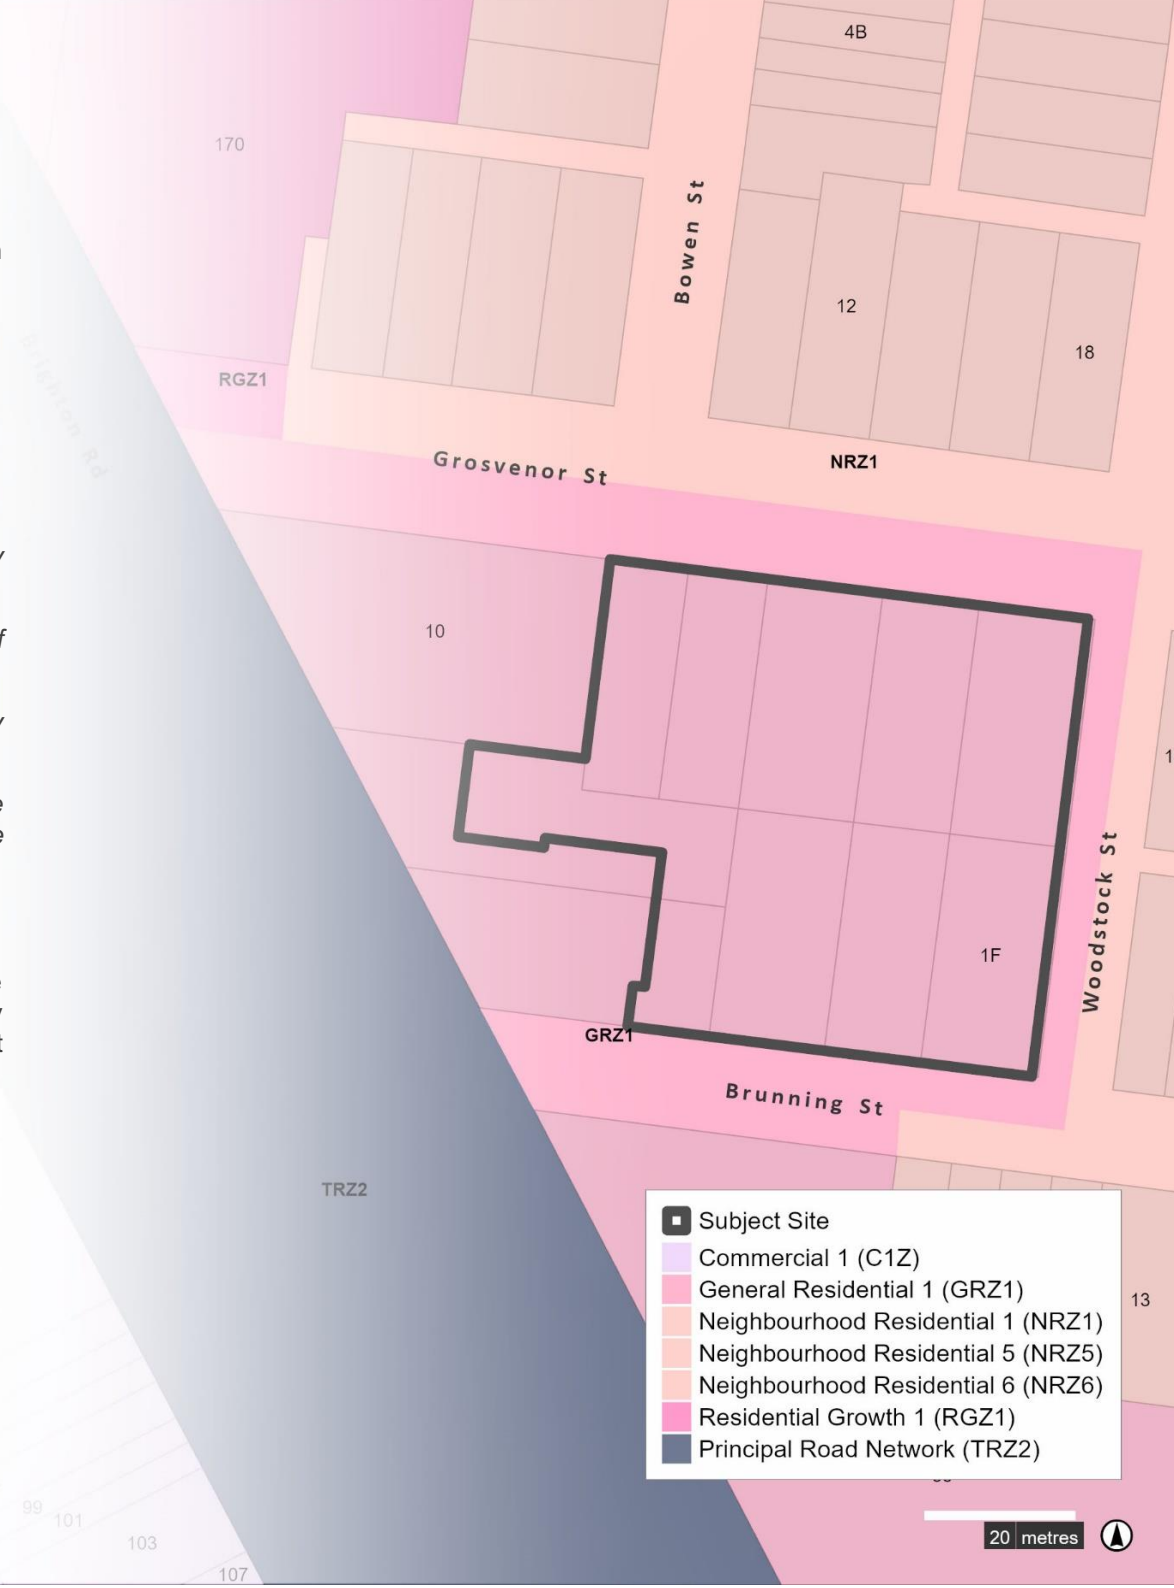 4B
170
Bowen St
12
18
RGZ1
Brighton Rd
Grosvenor St
NRZ1
10
1F
Woodstock St
GRZ1
Brunning St
TRZ2
Subject Site
Commercial 1 (C1Z)
General Residential 1 (GRZ1)
Neighbourhood Residential 1 (NRZ1)
Neighbourhood Residential 5 (NRZ5)
Neighbourhood Residential 6 (NRZ6)
Residential Growth 1 (RGZ1)
Principal Road Network (TRZ2)
13
99
101
103
107
20 metres